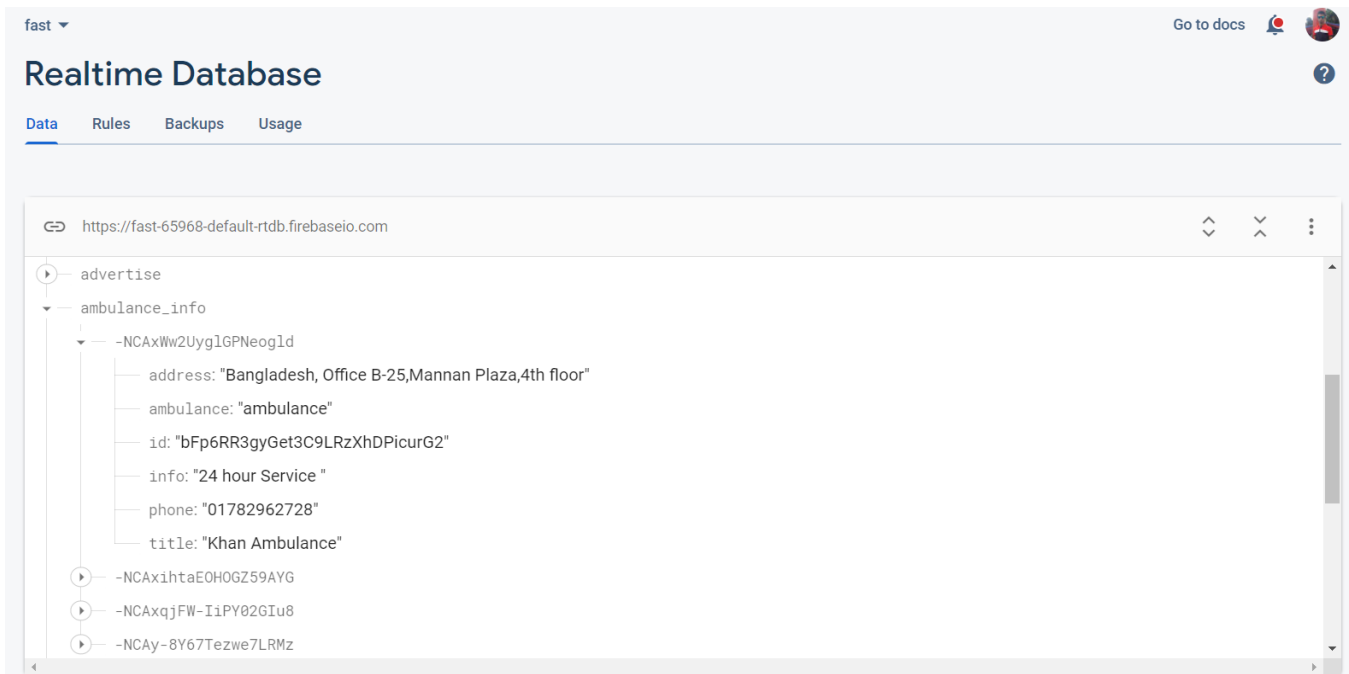 fast Go to docs
Realtime Database
Data Rules Backups Usage
https://fast-65968-default-rtdb.firebaseio.com
advertise
ambulance_info
-NCAxWw2UyglGPNeogld
address: "Bangladesh, Office B-25,Mannan Plaza,4th floor"
ambulance: "ambulance"
id: "bFp6RR3gyGet3C9LRzXhDPicurG2"
info: "24 hour Service "
phone: "01782962728"
title: "Khan Ambulance"
-NCAxihtaEOHOGZ59AYG
-NCAxqjFW-IiPY02GIu8
-NCAy-8Y67Tezwe7LRMz